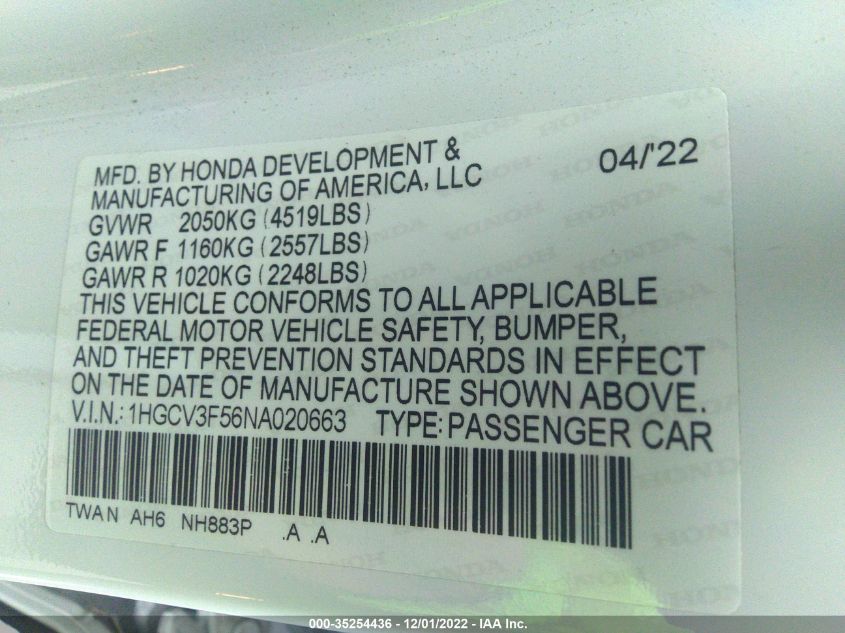 MFD. BY HONDA DEVELOPMENT & 04/'22
MANUFACTURING OF AMERICA, LLC
GVWR 2050KG (4519LBS)
GAWR F 1160KG (2557LBS)
GAWR R 1020KG (2248LBS)
THIS VEHICLE CONFORMS TO ALL APPLICABLE
FEDERAL MOTOR VEHICLE SAFETY, BUMPER,
AND THEFT PREVENTION STANDARDS IN EFFECT
ON THE DATE OF MANUFACTURE SHOWN ABOVE.
V.I.N.: 1HGCV3F56NA020663 TYPE: PASSENGER CAR
TWAN AH6 NH883P .A .A
000-35254436 - 12/01/2022 - IAA Inc.